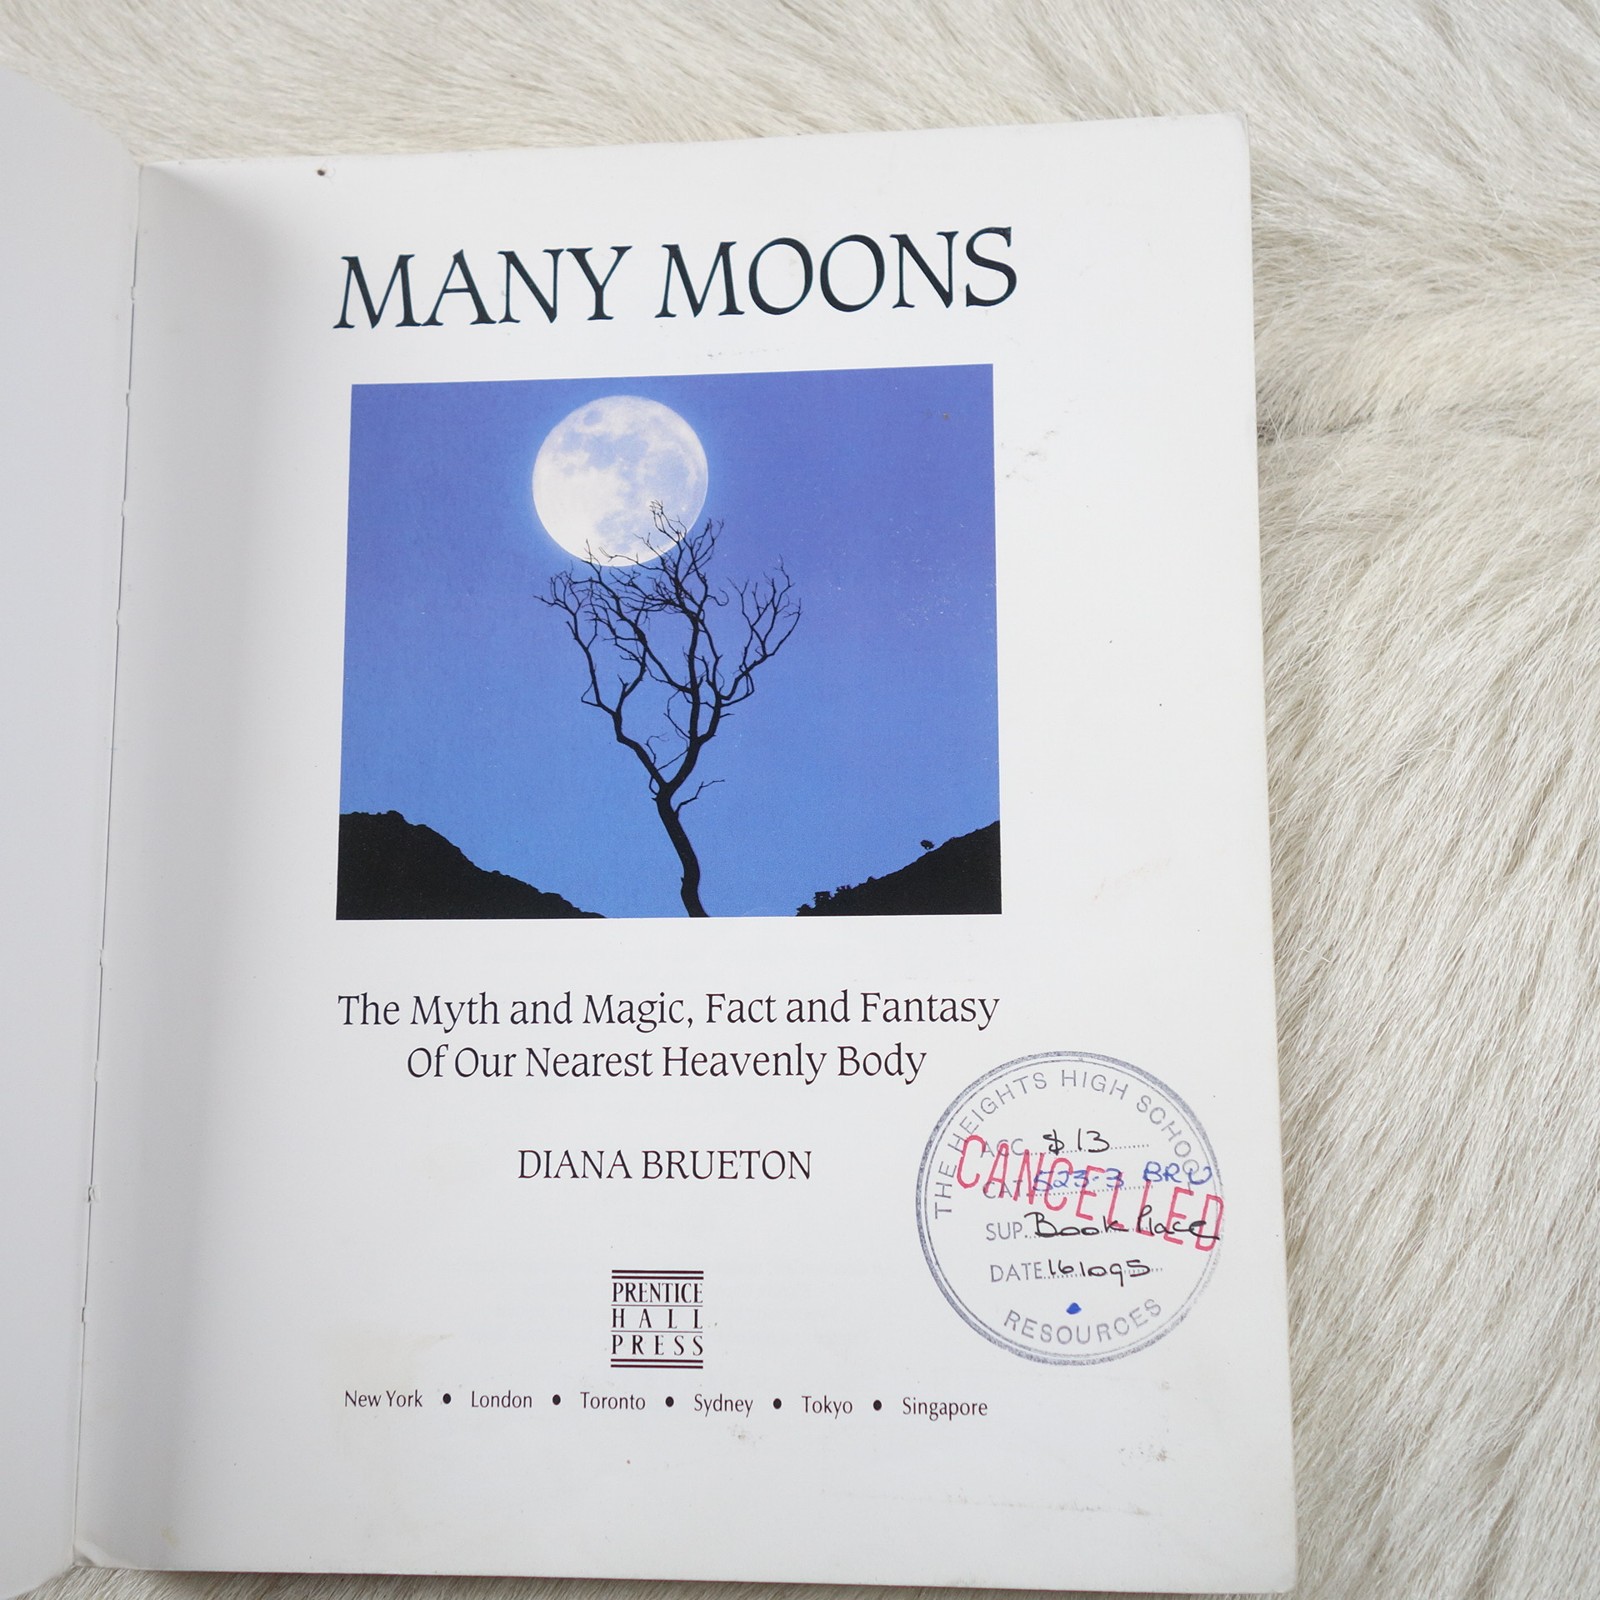 MANY MOONS
The Myth and Magic, Fact and Fantasy
Of Our Nearest Heavenly Body
DIANA BRUETON
PRENTICE
HALL
PRESS
New York • London • Toronto • Sydney • Tokyo • Singapore
THE HEIGHTS HIGH SCHOOL
ACC. $13
CAT. 523.3 BRU
CANCELLED
SUP. Book Place
DATE 161095
RESOURCES